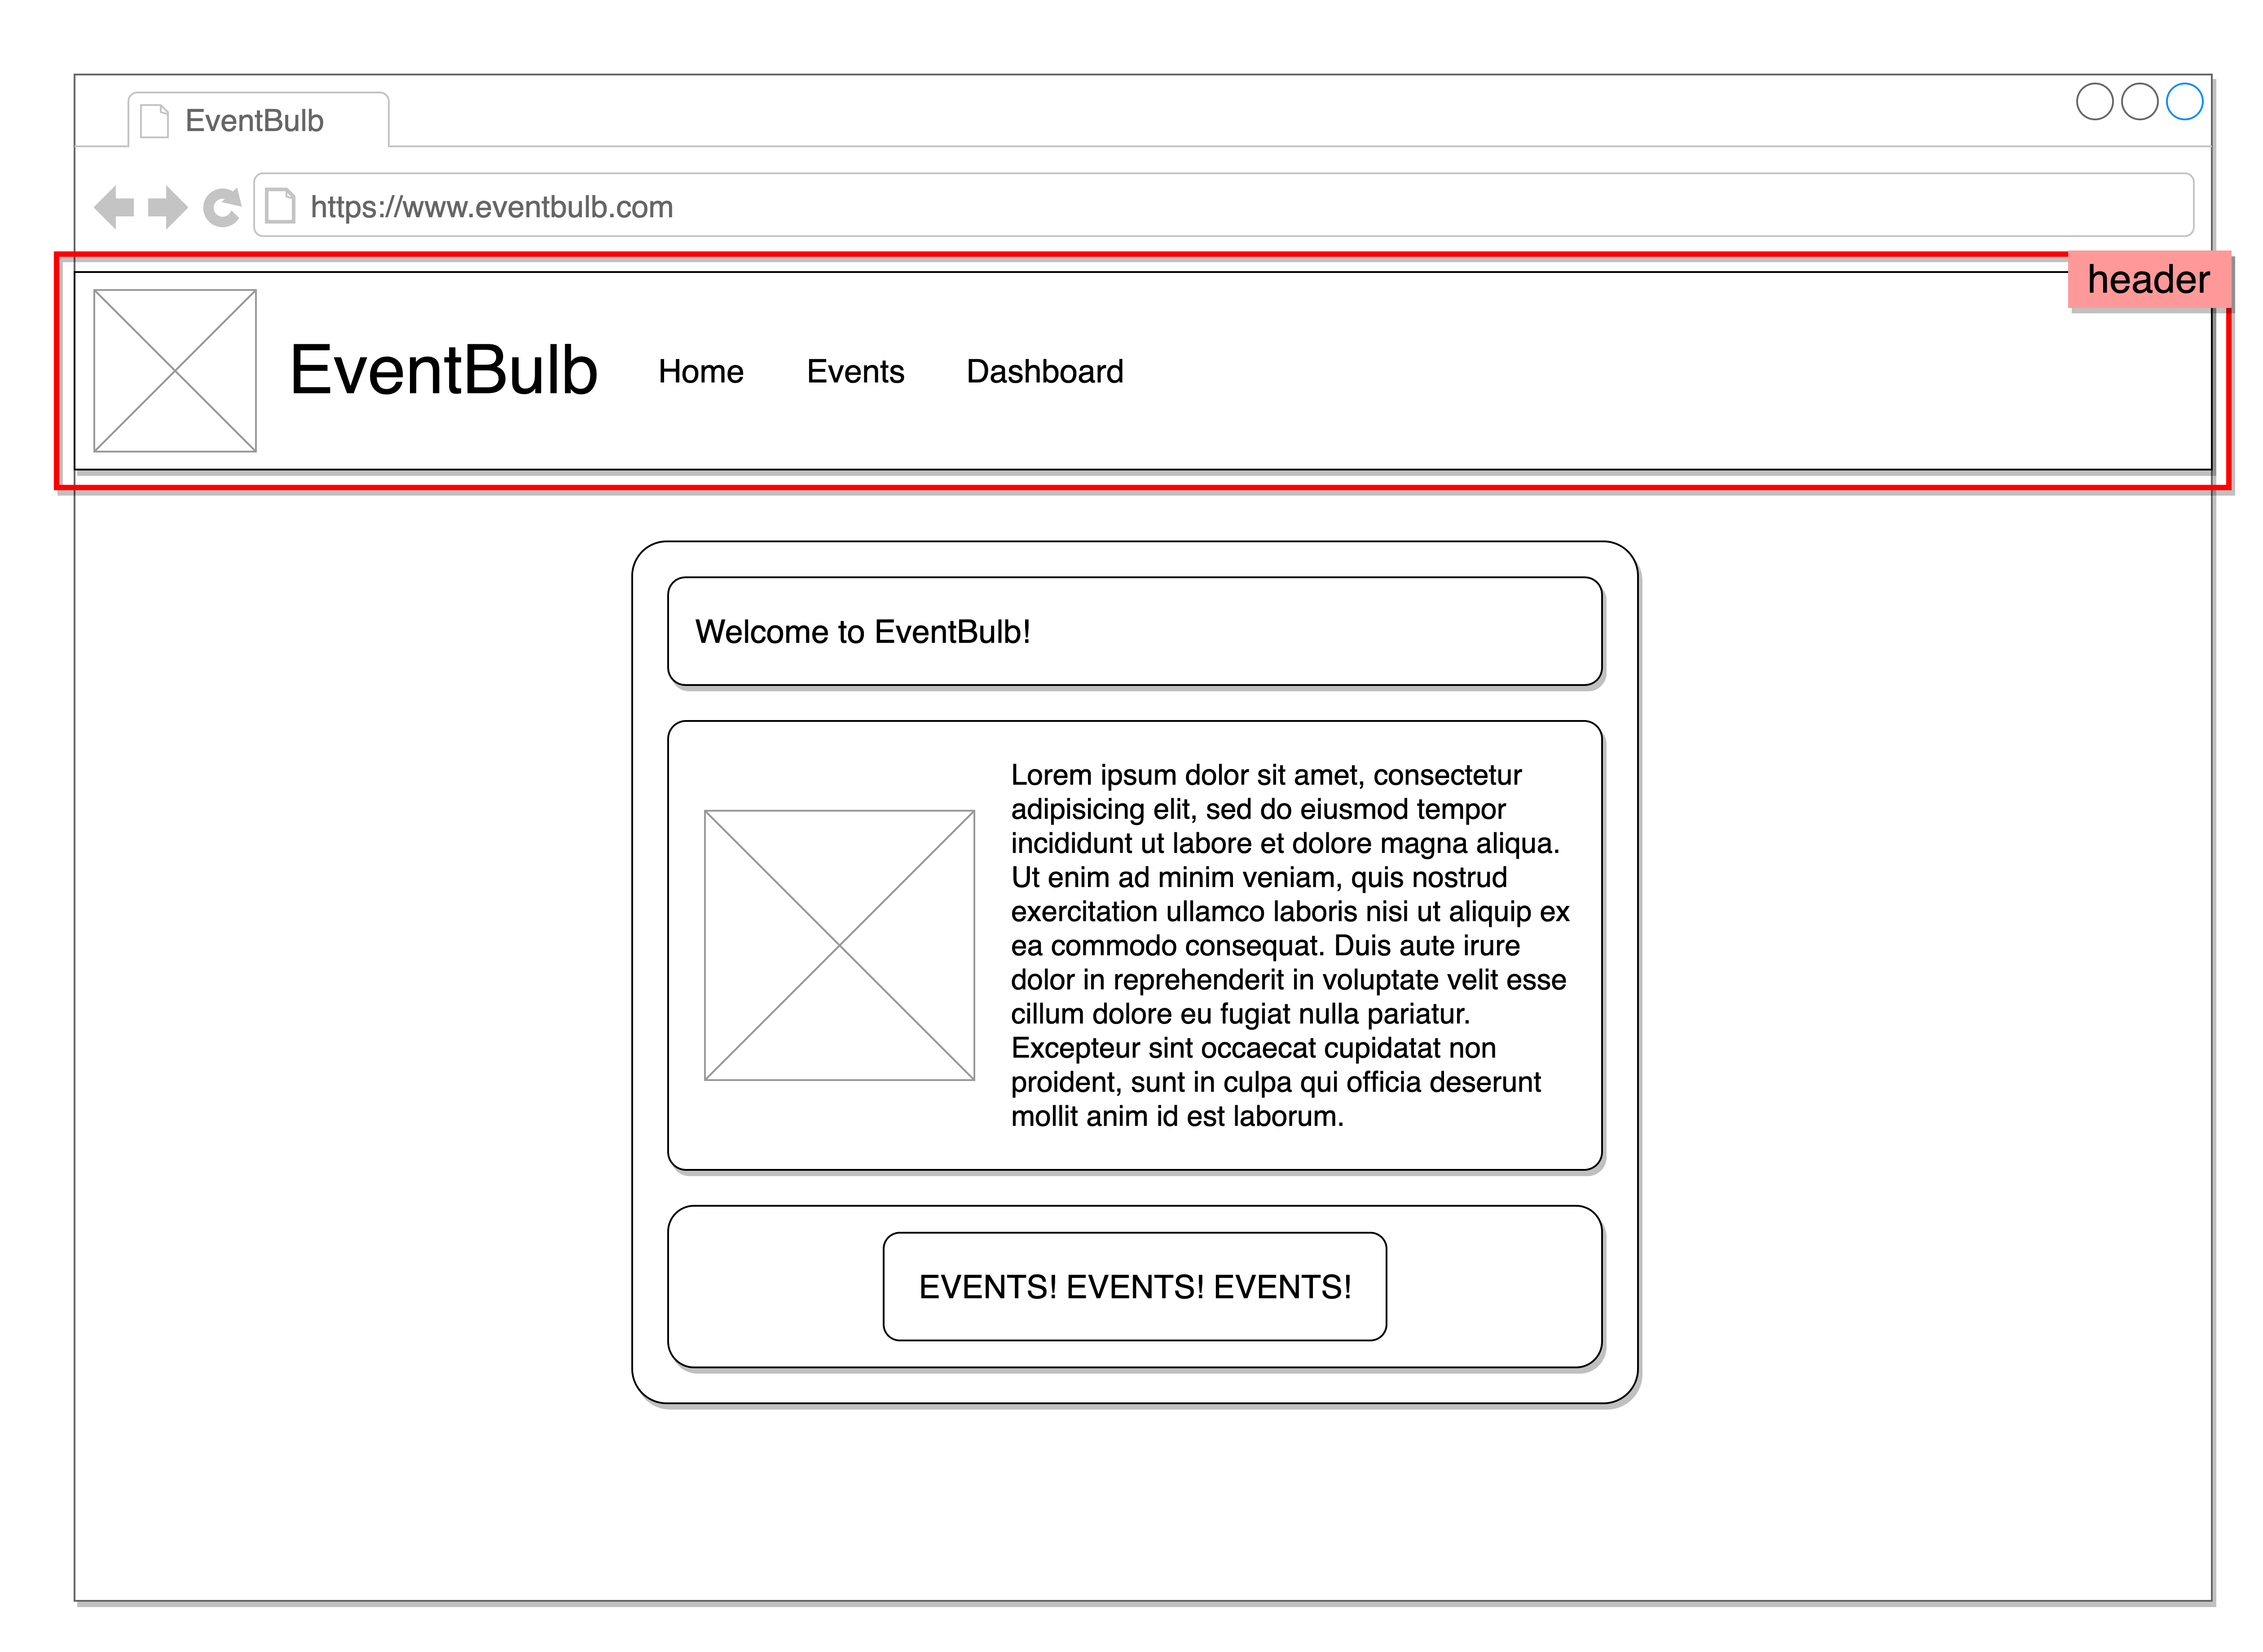 EventBulb
https://www.eventbulb.com
header
EventBulb Home Events Dashboard
Welcome to EventBulb!
Lorem ipsum dolor sit amet, consectetur
adipisicing elit, sed do eiusmod tempor
incididunt ut labore et dolore magna aliqua.
Ut enim ad minim veniam, quis nostrud
exercitation ullamco laboris nisi ut aliquip ex
ea commodo consequat. Duis aute irure
dolor in reprehenderit in voluptate velit esse
cillum dolore eu fugiat nulla pariatur.
Excepteur sint occaecat cupidatat non
proident, sunt in culpa qui officia deserunt
mollit anim id est laborum.
EVENTS! EVENTS! EVENTS!